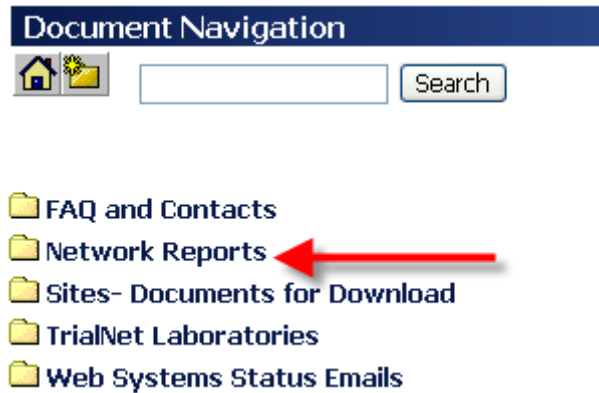 Document Navigation
Search
FAQ and Contacts
Network Reports
Sites- Documents for Download
TrialNet Laboratories
Web Systems Status Emails